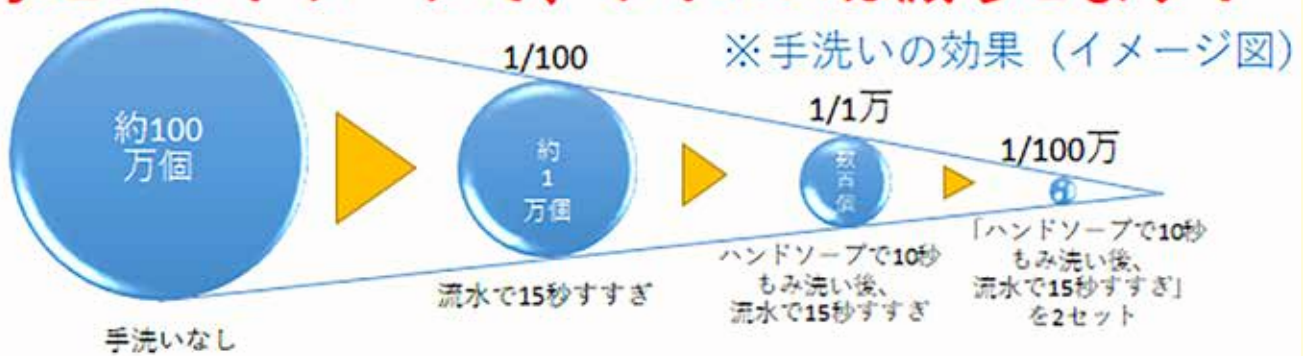 ※手洗いの効果（イメージ図）
約100
万個
手洗いなし
1/100
約
1
万個
流水で15秒すすぎ
1/1万
数百個
ハンドソープで10秒
もみ洗い後、
流水で15秒すすぎ
1/100万
「ハンドソープで10秒
もみ洗い後、
流水で15秒すすぎ」
を2セット